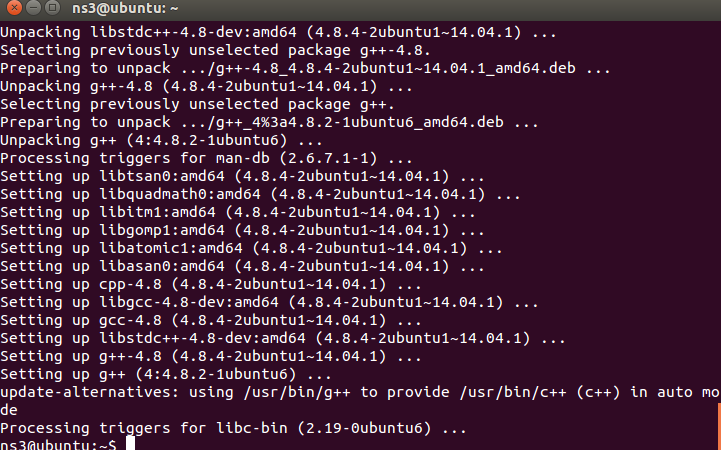 ns3@ubuntu: ~
Unpacking libstdc++-4.8-dev:amd64 (4.8.4-2ubuntu1~14.04.1) ...
Selecting previously unselected package g++-4.8.
Preparing to unpack .../g++-4.8_4.8.4-2ubuntu1~14.04.1_amd64.deb ...
Unpacking g++-4.8 (4.8.4-2ubuntu1~14.04.1) ...
Selecting previously unselected package g++.
Preparing to unpack .../g++_4%3a4.8.2-1ubuntu6_amd64.deb ...
Unpacking g++ (4:4.8.2-1ubuntu6) ...
Processing triggers for man-db (2.6.7.1-1) ...
Setting up libtsan0:amd64 (4.8.4-2ubuntu1~14.04.1) ...
Setting up libquadmath0:amd64 (4.8.4-2ubuntu1~14.04.1) ...
Setting up libitm1:amd64 (4.8.4-2ubuntu1~14.04.1) ...
Setting up libgomp1:amd64 (4.8.4-2ubuntu1~14.04.1) ...
Setting up libatomic1:amd64 (4.8.4-2ubuntu1~14.04.1) ...
Setting up libasan0:amd64 (4.8.4-2ubuntu1~14.04.1) ...
Setting up cpp-4.8 (4.8.4-2ubuntu1~14.04.1) ...
Setting up libgcc-4.8-dev:amd64 (4.8.4-2ubuntu1~14.04.1) ...
Setting up gcc-4.8 (4.8.4-2ubuntu1~14.04.1) ...
Setting up libstdc++-4.8-dev:amd64 (4.8.4-2ubuntu1~14.04.1) ...
Setting up g++-4.8 (4.8.4-2ubuntu1~14.04.1) ...
Setting up g++ (4:4.8.2-1ubuntu6) ...
update-alternatives: using /usr/bin/g++ to provide /usr/bin/c++ (c++) in auto mo
de
Processing triggers for libc-bin (2.19-0ubuntu6) ...
ns3@ubuntu:~$